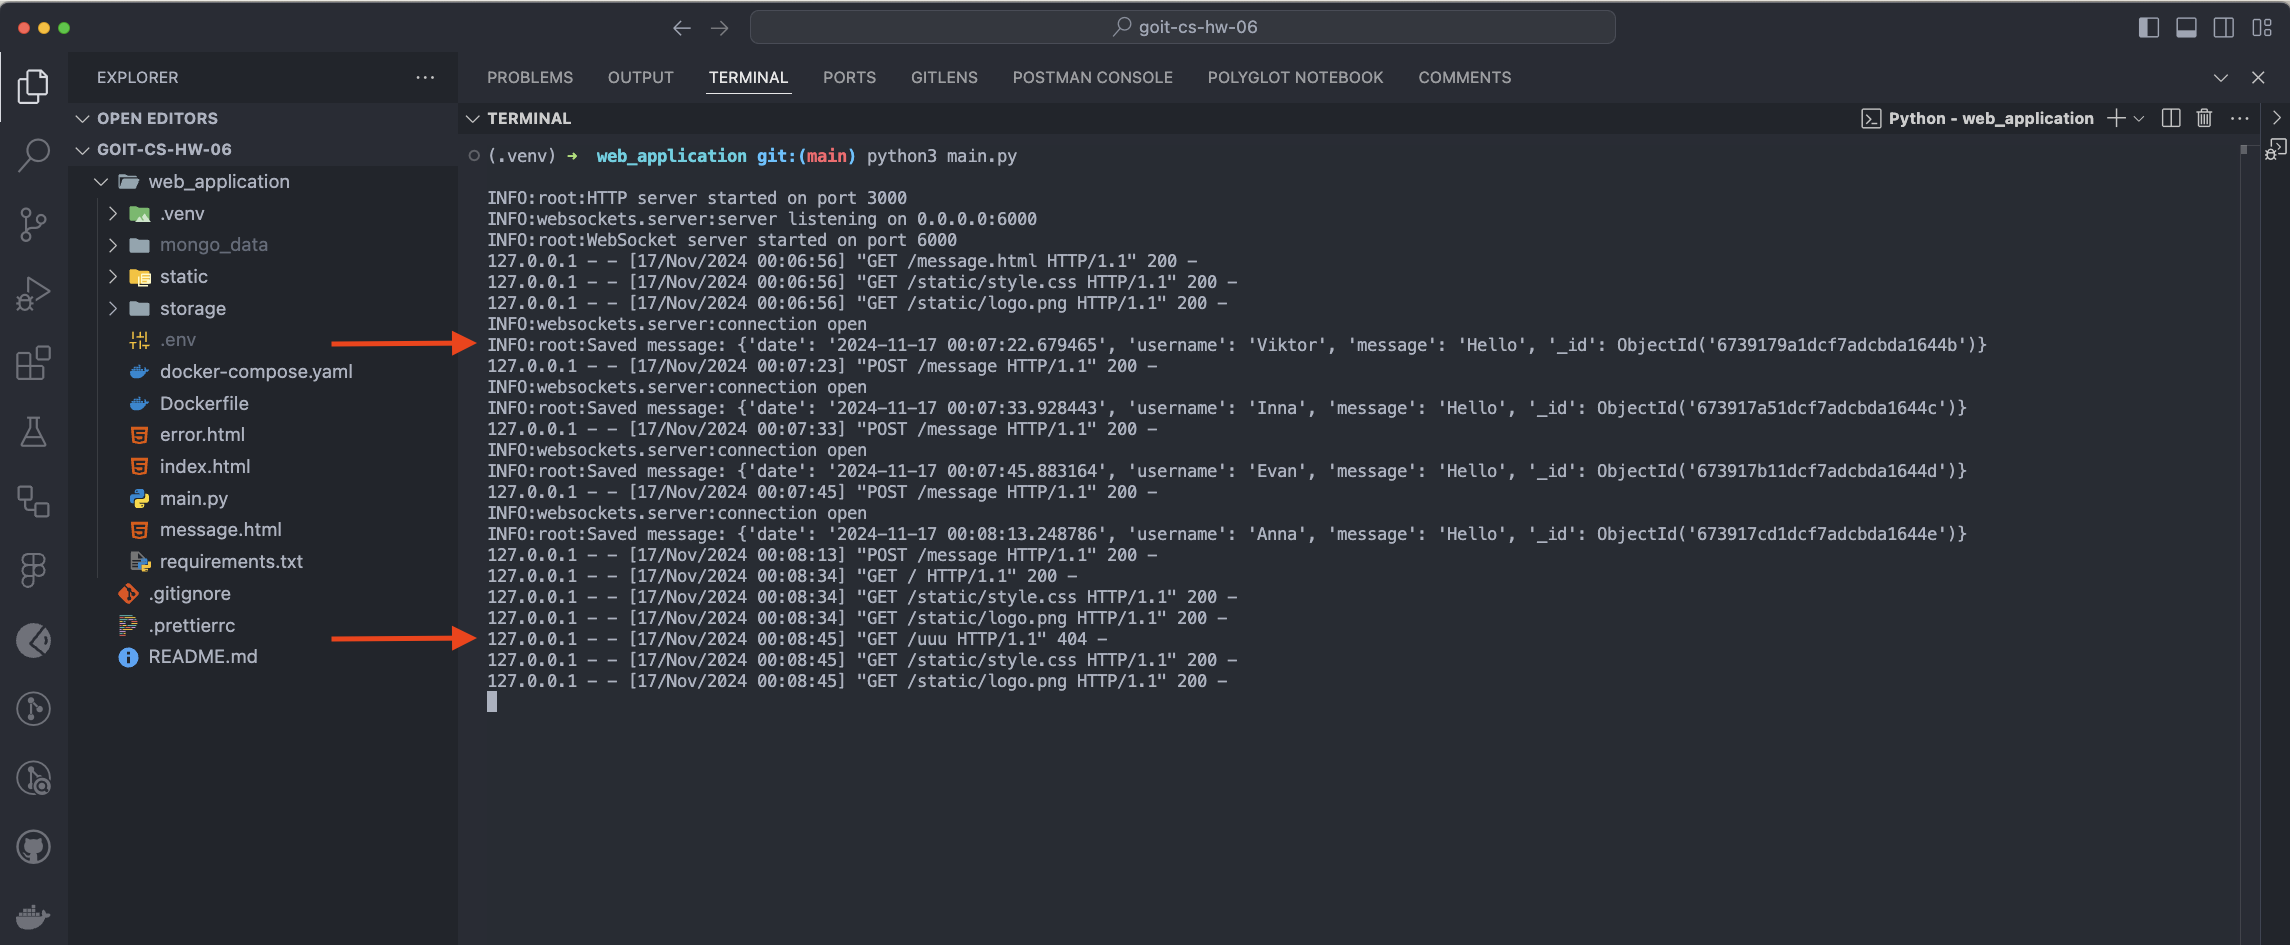 goit-cs-hw-06
EXPLORER
OPEN EDITORS
GOIT-CS-HW-06
web_application
.venv
mongo_data
static
storage
.env
docker-compose.yaml
Dockerfile
error.html
index.html
main.py
message.html
requirements.txt
.gitignore
.prettierrc
README.md
PROBLEMS OUTPUT TERMINAL PORTS GITLENS POSTMAN CONSOLE POLYGLOT NOTEBOOK COMMENTS
TERMINAL
Python - web_application
(.venv) ➜ web_application git:(main) python3 main.py
INFO:root:HTTP server started on port 3000
INFO:websockets.server:server listening on 0.0.0.0:6000
INFO:root:WebSocket server started on port 6000
127.0.0.1 - - [17/Nov/2024 00:06:56] "GET /message.html HTTP/1.1" 200 -
127.0.0.1 - - [17/Nov/2024 00:06:56] "GET /static/style.css HTTP/1.1" 200 -
127.0.0.1 - - [17/Nov/2024 00:06:56] "GET /static/logo.png HTTP/1.1" 200 -
INFO:websockets.server:connection open
INFO:root:Saved message: {'date': '2024-11-17 00:07:22.679465', 'username': 'Viktor', 'message': 'Hello', '_id': ObjectId('6739179a1dcf7adcbda1644b')}
127.0.0.1 - - [17/Nov/2024 00:07:23] "POST /message HTTP/1.1" 200 -
INFO:websockets.server:connection open
INFO:root:Saved message: {'date': '2024-11-17 00:07:33.928443', 'username': 'Inna', 'message': 'Hello', '_id': ObjectId('673917a51dcf7adcbda1644c')}
127.0.0.1 - - [17/Nov/2024 00:07:33] "POST /message HTTP/1.1" 200 -
INFO:websockets.server:connection open
INFO:root:Saved message: {'date': '2024-11-17 00:07:45.883164', 'username': 'Evan', 'message': 'Hello', '_id': ObjectId('673917b11dcf7adcbda1644d')}
127.0.0.1 - - [17/Nov/2024 00:07:45] "POST /message HTTP/1.1" 200 -
INFO:websockets.server:connection open
INFO:root:Saved message: {'date': '2024-11-17 00:08:13.248786', 'username': 'Anna', 'message': 'Hello', '_id': ObjectId('673917cd1dcf7adcbda1644e')}
127.0.0.1 - - [17/Nov/2024 00:08:13] "POST /message HTTP/1.1" 200 -
127.0.0.1 - - [17/Nov/2024 00:08:34] "GET / HTTP/1.1" 200 -
127.0.0.1 - - [17/Nov/2024 00:08:34] "GET /static/style.css HTTP/1.1" 200 -
127.0.0.1 - - [17/Nov/2024 00:08:34] "GET /static/logo.png HTTP/1.1" 200 -
127.0.0.1 - - [17/Nov/2024 00:08:45] "GET /uuu HTTP/1.1" 404 -
127.0.0.1 - - [17/Nov/2024 00:08:45] "GET /static/style.css HTTP/1.1" 200 -
127.0.0.1 - - [17/Nov/2024 00:08:45] "GET /static/logo.png HTTP/1.1" 200 -